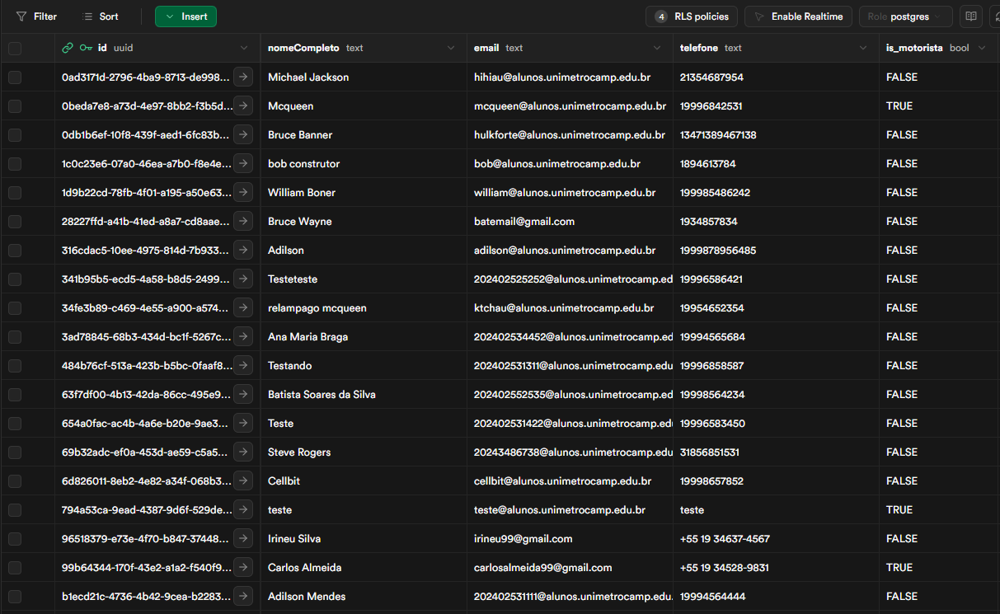 Filter Sort Insert 4 RLS policies Enable Realtime Role postgres
id uuid nomeCompleto text email text telefone text is_motorista bool
0ad3171d-2796-4ba9-8713-de998... Michael Jackson hihiau@alunos.unimetrocamp.edu.br 21354687954 FALSE
0beda7e8-a73d-4e97-8bb2-f3b5d... Mcqueen mcqueen@alunos.unimetrocamp.edu.br 19996842531 TRUE
0db1b6ef-10f8-439f-aed1-6fc83b... Bruce Banner hulkforte@alunos.unimetrocamp.edu.br 13471389467138 FALSE
1c0c23e6-07a0-46ea-a7b0-f8e4e... bob construtor bob@alunos.unimetrocamp.edu.br 1894613784 FALSE
1d9b22cd-78fb-4f01-a195-a50e63... William Boner william@alunos.unimetrocamp.edu.br 199985486242 FALSE
28227ffd-a41b-41ed-a8a7-cd8aae... Bruce Wayne batemail@gmail.com 1934857834 FALSE
316cdac5-10ee-4975-814d-7b933... Adilson adilson@alunos.unimetrocamp.edu.br 1999878956485 FALSE
341b95b5-ecd5-4a58-b8d5-2499... Testeteste 202402525252@alunos.unimetrocamp.ed 19996586421 FALSE
34fe3b89-c469-4e55-a900-a574... relampago mcqueen ktchau@alunos.unimetrocamp.edu.br 19954652354 FALSE
3ad78845-68b3-434d-bc1f-5267c... Ana Maria Braga 202402534452@alunos.unimetrocamp.ed 19994565684 FALSE
484b76cf-513a-423b-b5bc-0faaf8... Testando 202402531311@alunos.unimetrocamp.edu 19996858587 FALSE
63f7df00-4b13-42da-86cc-495e9... Batista Soares da Silva 202402552535@alunos.unimetrocamp.ed 19998564234 FALSE
654a0fac-ac4b-4a6e-b20e-9ae3... Teste 202402531422@alunos.unimetrocamp.edu 19996583450 FALSE
69b32adc-ef0a-453d-ae59-c5a5... Steve Rogers 20243486738@alunos.unimetrocamp.edu 31856851531 FALSE
6d826011-8eb2-4e82-a34f-068b3... Cellbit cellbit@alunos.unimetrocamp.edu.br 19998657852 FALSE
794a53ca-9ead-4387-9d6f-529de... teste teste@alunos.unimetrocamp.edu.br teste TRUE
96518379-e73e-4f70-b847-37448... Irineu Silva irineu99@gmail.com +55 19 34637-4567 FALSE
99b64344-170f-43e2-a1a2-f540f9... Carlos Almeida carlosalmeida99@gmail.com +55 19 34528-9831 TRUE
b1ecd21c-4736-4b42-9cea-b2283... Adilson Mendes 202402531111@alunos.unimetrocamp.edu. 19994564444 FALSE